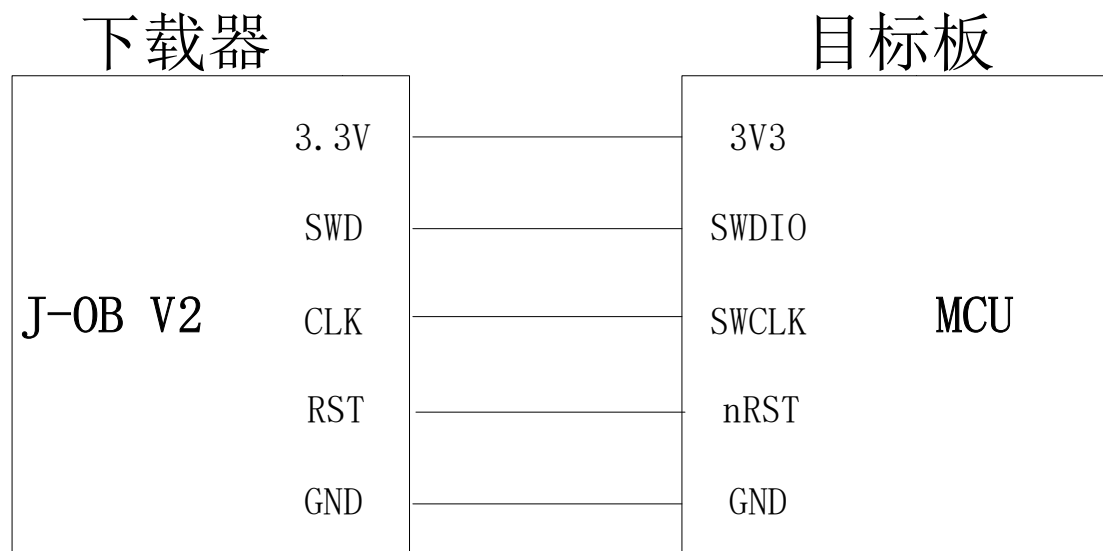 下载器 目标板
3.3V 3V3
SWD SWDIO
J-OB V2 CLK SWCLK MCU
RST nRST
GND GND